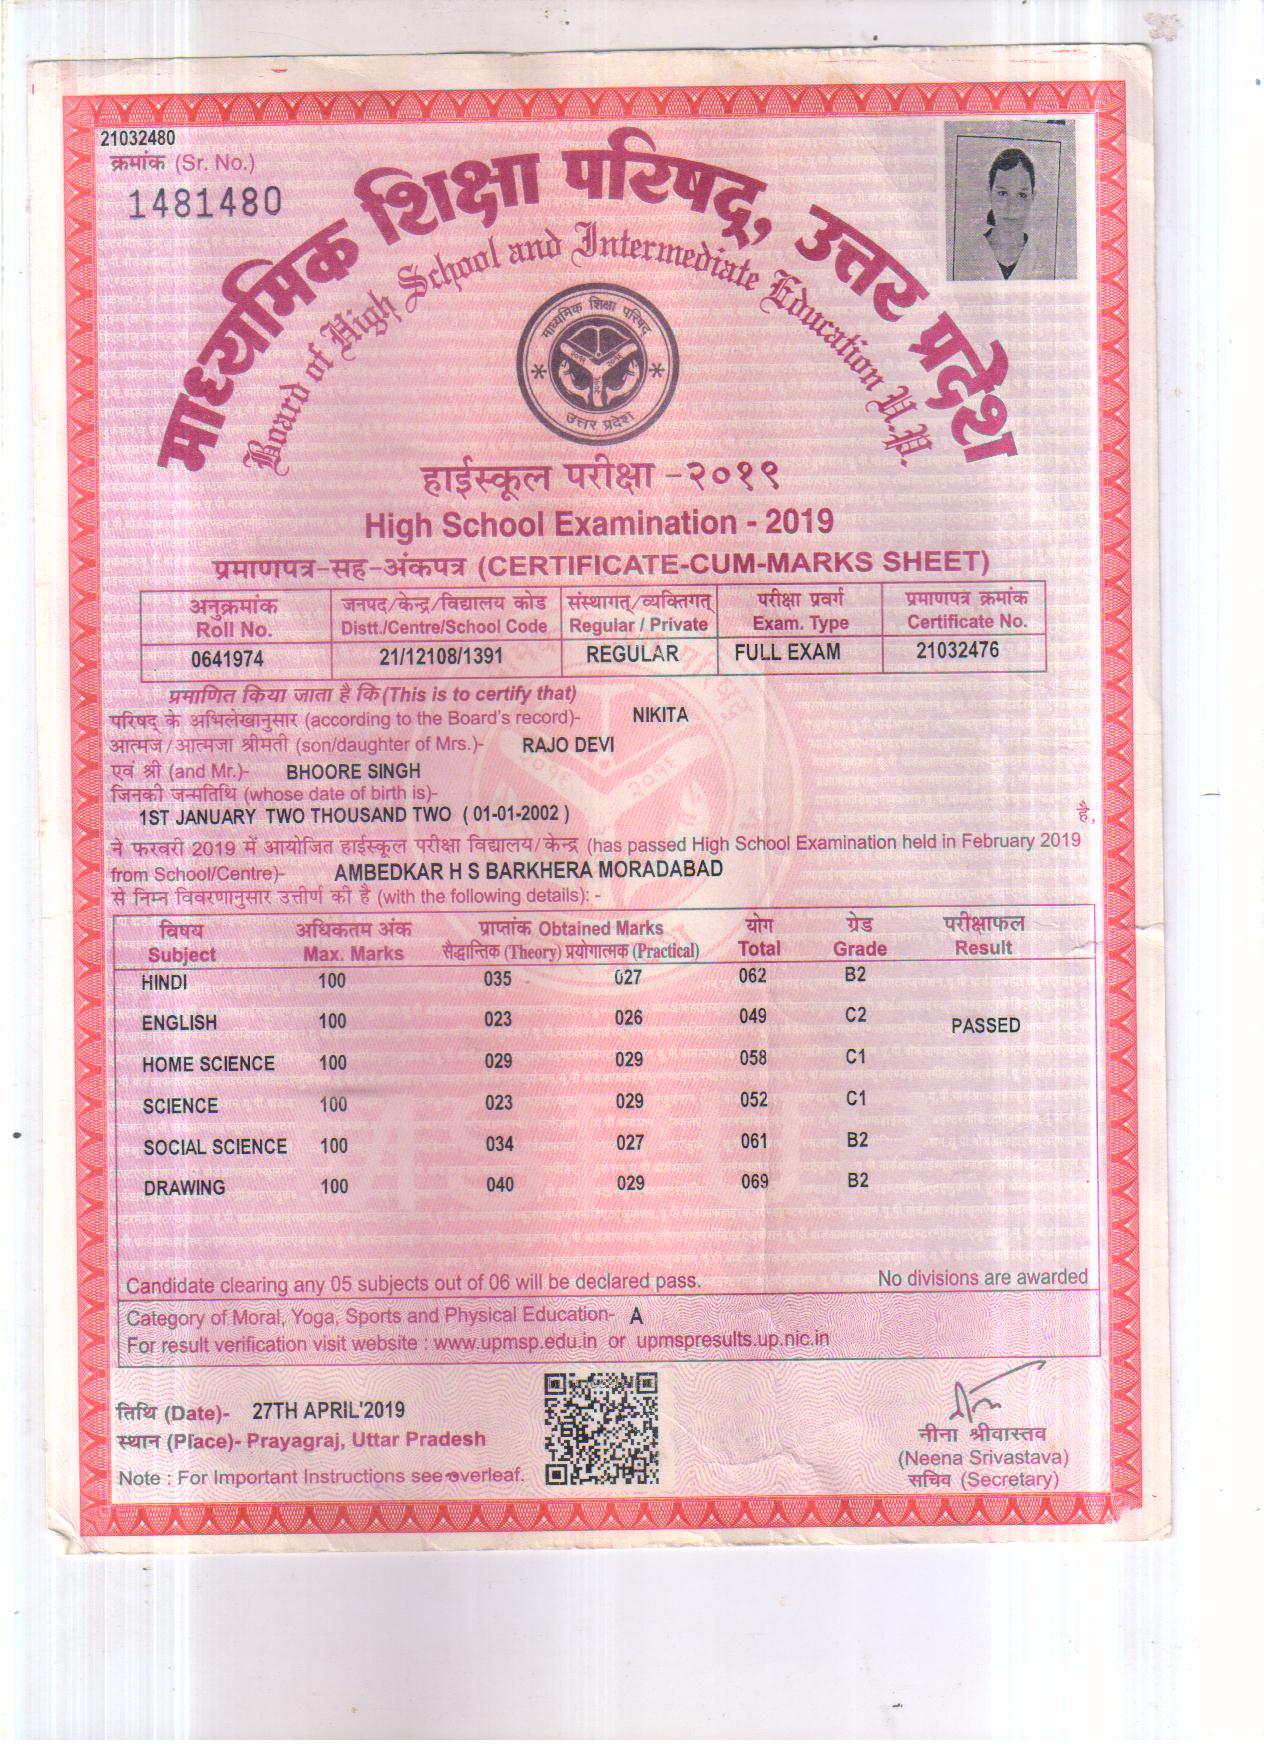 21032480
क्रमांक (Sr. No.)
1481480
माध्यमिक शिक्षा परिषद्, उत्तर प्रदेश
Board of High School and Intermediate Education U.P.
माध्यमिक शिक्षा परिषद्
उत्तर प्रदेश
हाईस्कूल परीक्षा -२०१९
High School Examination - 2019
प्रमाणपत्र-सह-अंकपत्र (CERTIFICATE-CUM-MARKS SHEET)
अनुक्रमांक जनपद/केन्द्र/विद्यालय कोड संस्थागत्/व्यक्तिगत् परीक्षा प्रवर्ग प्रमाणपत्र क्रमांक
Roll No. Distt./Centre/School Code Regular / Private Exam. Type Certificate No.
0641974 21/12108/1391 REGULAR FULL EXAM 21032476
प्रमाणित किया जाता है कि (This is to certify that)
परिषद् के अभिलेखानुसार (according to the Board's record)- NIKITA
आत्मज/आत्मजा श्रीमती (son/daughter of Mrs.)- RAJO DEVI
एवं श्री (and Mr.)- BHOORE SINGH
जिनकी जन्मतिथि (whose date of birth is)-
1ST JANUARY TWO THOUSAND TWO ( 01-01-2002 ) है,
ने फरवरी 2019 में आयोजित हाईस्कूल परीक्षा विद्यालय/केन्द्र (has passed High School Examination held in February 2019
from School/Centre)- AMBEDKAR H S BARKHERA MORADABAD
से निम्न विवरणानुसार उत्तीर्ण की है (with the following details): -
विषय अधिकतम अंक प्राप्तांक Obtained Marks योग ग्रेड परीक्षाफल
Subject Max. Marks सैद्धान्तिक (Theory) प्रयोगात्मक (Practical) Total Grade Result
HINDI 100 035 027 062 B2
ENGLISH 100 023 026 049 C2 PASSED
HOME SCIENCE 100 029 029 058 C1
SCIENCE 100 023 029 052 C1
SOCIAL SCIENCE 100 034 027 061 B2
DRAWING 100 040 029 069 B2
Candidate clearing any 05 subjects out of 06 will be declared pass. No divisions are awarded
Category of Moral, Yoga, Sports and Physical Education- A
For result verification visit website : www.upmsp.edu.in or upmspresults.up.nic.in
तिथि (Date)- 27TH APRIL'2019
स्थान (Place)- Prayagraj, Uttar Pradesh
Note : For Important Instructions see overleaf.
नीना श्रीवास्तव
(Neena Srivastava)
सचिव (Secretary)